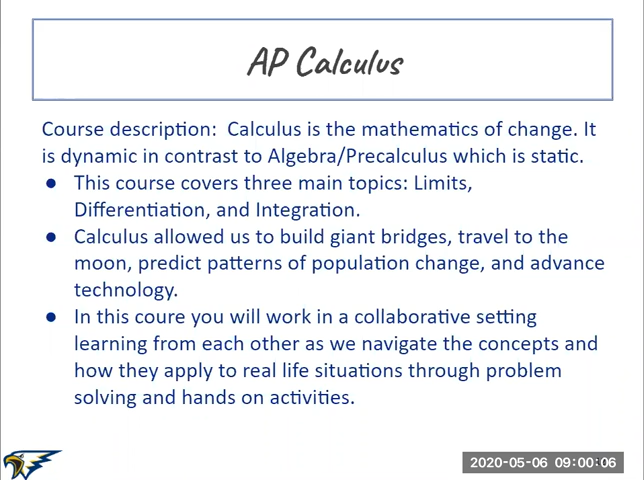 AP Calculus
Course description:  Calculus is the mathematics of change. It
is dynamic in contrast to Algebra/Precalculus which is static.
● This course covers three main topics: Limits,
Differentiation, and Integration.
● Calculus allowed us to build giant bridges, travel to the
moon, predict patterns of population change, and advance
technology.
● In this coure you will work in a collaborative setting
learning from each other as we navigate the concepts and
how they apply to real life situations through problem
solving and hands on activities.
2020-05-06 09:00:06